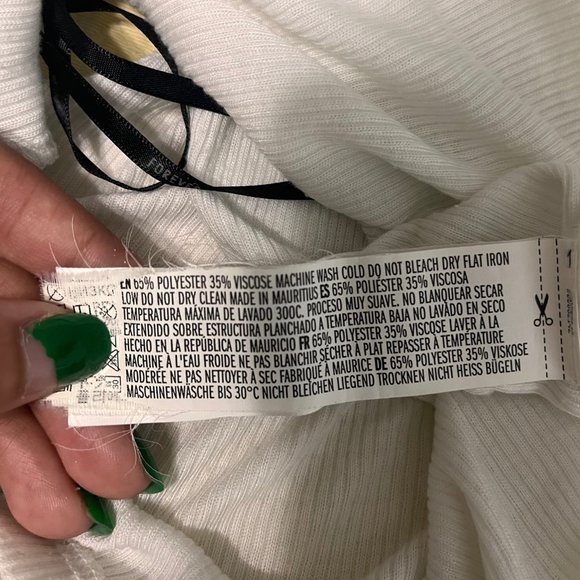 FOREV
EN 65% POLYESTER 35% VISCOSE MACHINE WASH COLD DO NOT BLEACH DRY FLAT IRON
LOW DO NOT DRY CLEAN MADE IN MAURITIUS ES 65% POLIÉSTER 35% VISCOSA
TEMPERATURA MÁXIMA DE LAVADO 300C. PROCESO MUY SUAVE. NO BLANQUEAR SECAR
EXTENDIDO SOBRE ESTRUCTURA PLANCHADO A TEMPERATURA BAJA NO LAVADO EN SECO
HECHO EN LA REPÚBLICA DE MAURICIO FR 65% POLYESTER 35% VISCOSE LAVER À LA
MACHINE À L'EAU FROIDE NE PAS BLANCHIR SÉCHER À PLAT REPASSER À TEMPÉRATURE
MODÉRÉE NE PAS NETTOYER À SEC FABRIQUÉ À MAURICE DE 65% POLYESTER 35% VISKOSE
MASCHINENWÄSCHE BIS 30°C NICHT BLEICHEN LIEGEND TROCKNEN NICHT HEISS BÜGELN
1